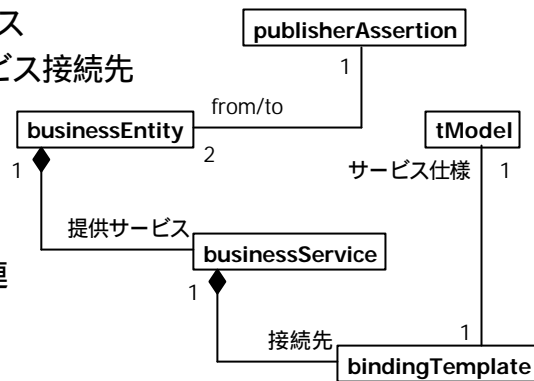 ス
publisherAssertion
ビス接続先
1
from/to
businessEntity
tModel
1
2
サービス仕様
1
提供サービス
businessService
1
接続先
1
bindingTemplate